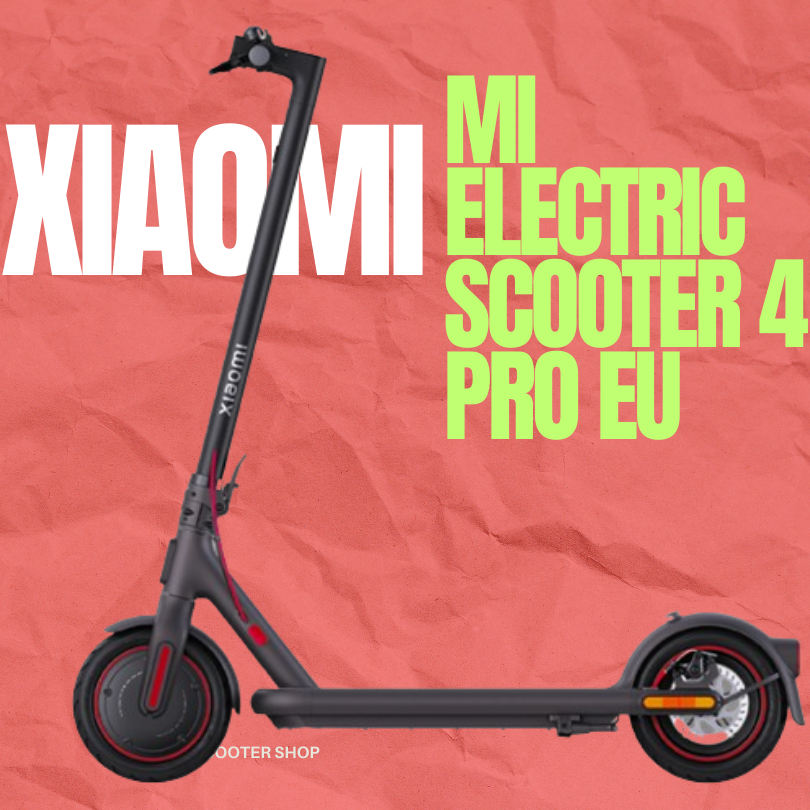 XIAOMI
MI
ELECTRIC
SCOOTER 4
PRO EU
xiaomi
OOTER SHOP